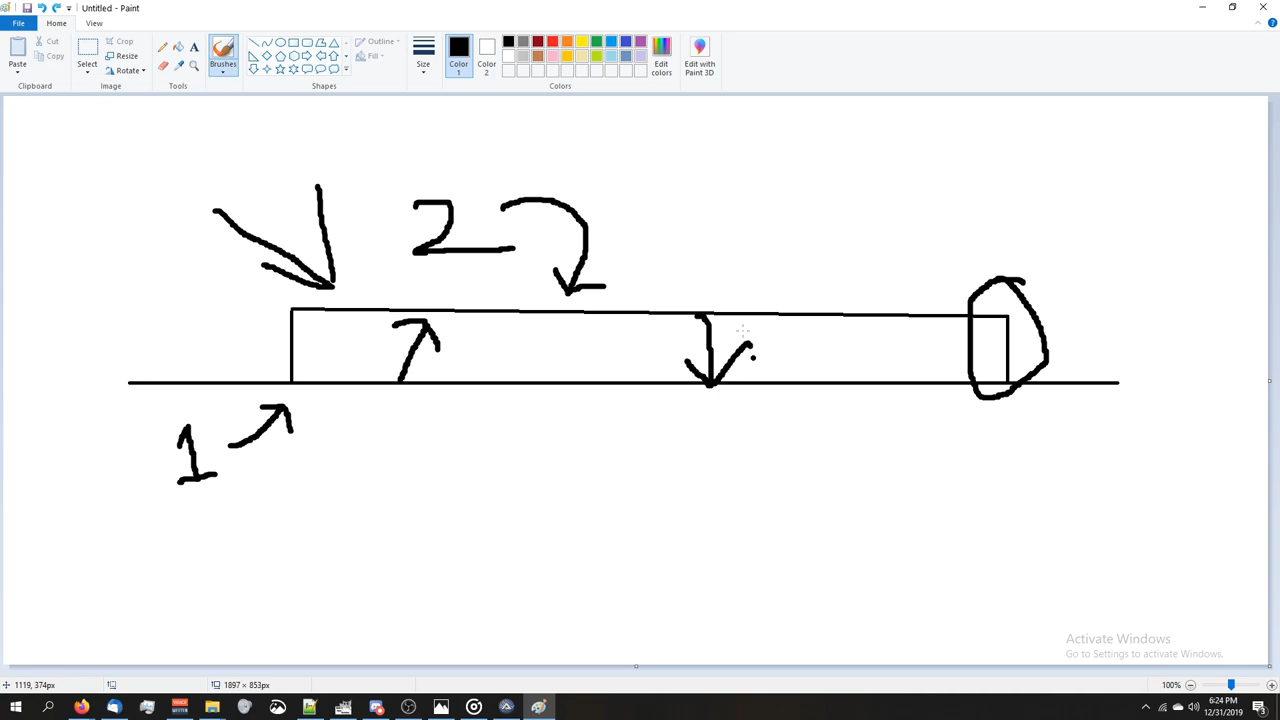 Untitled - Paint
File Home View
Paste
Cut
Copy
Clipboard
Select
Crop
Resize
Rotate
Image
Tools
Brushes
Shapes
Outline
Fill
Size
Color 1
Color 2
Edit colors
Edit with Paint 3D
Colors
2
1
Activate Windows
Go to Settings to activate Windows.
1119, 374px
1897 × 853px
100%
6:24 PM
12/31/2019